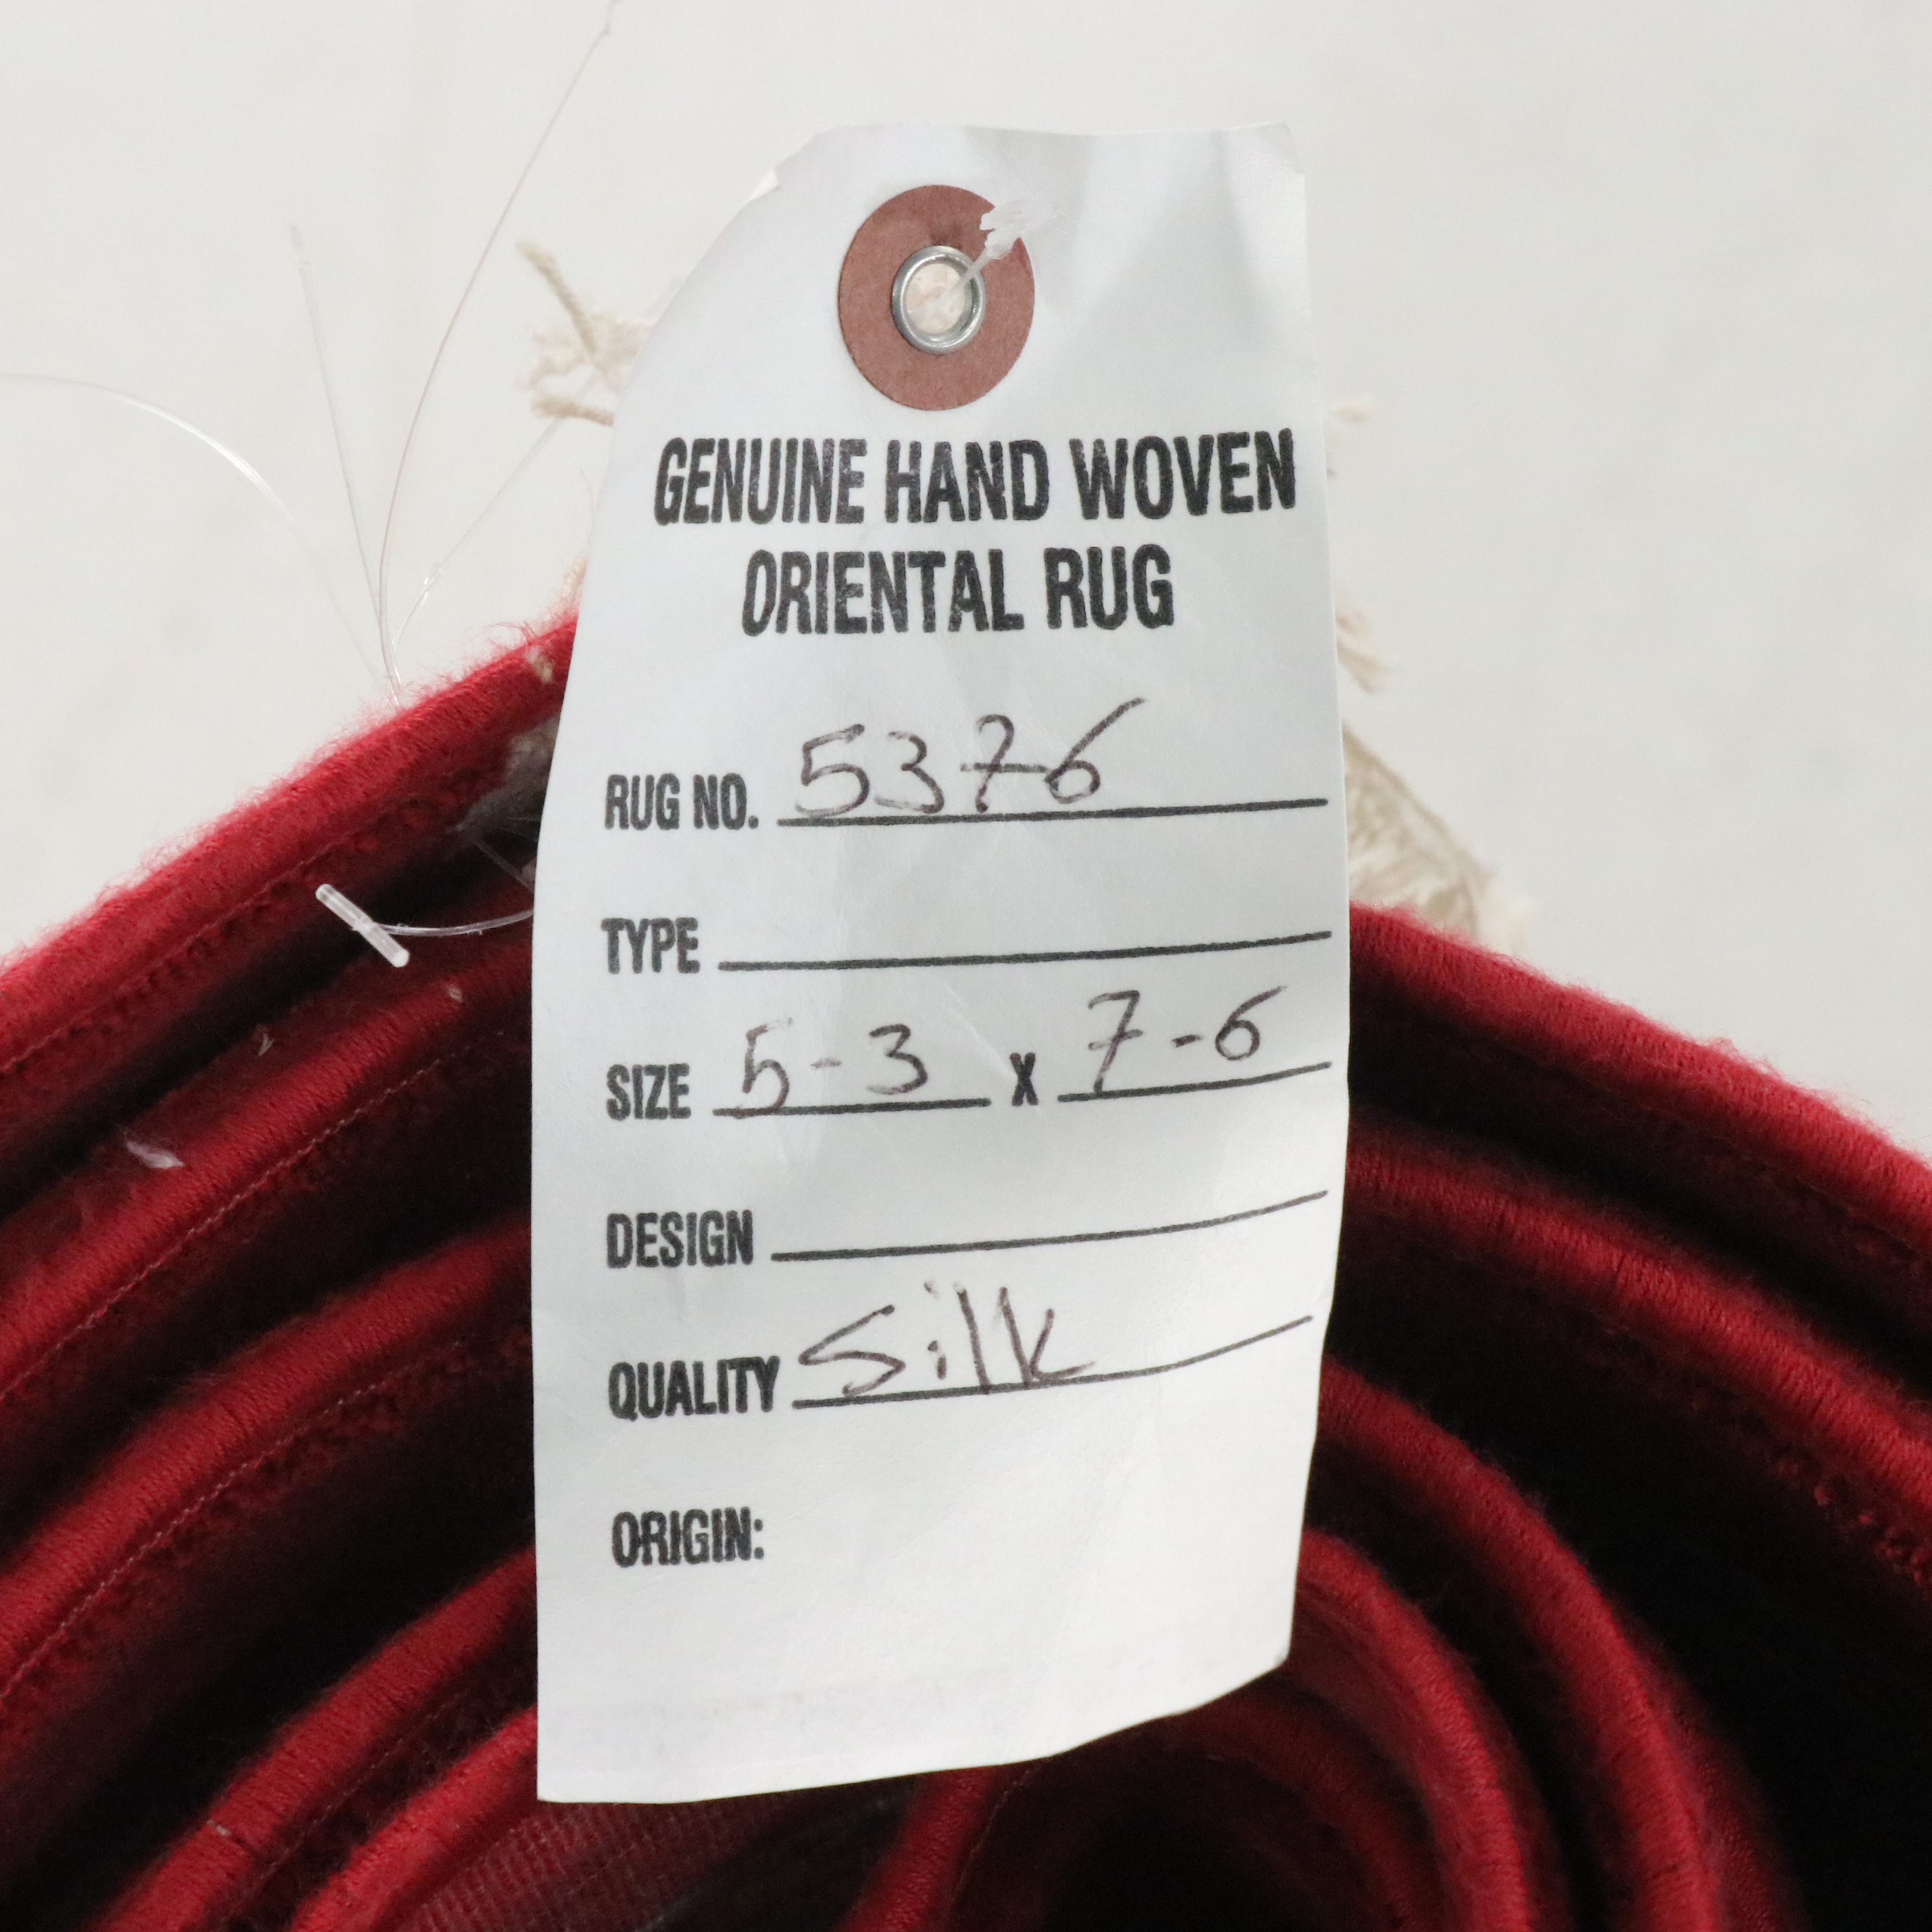 GENUINE HAND WOVEN
ORIENTAL RUG
RUG NO. 5376
TYPE
SIZE 5-3 x 7-6
DESIGN
QUALITY Silk
ORIGIN: